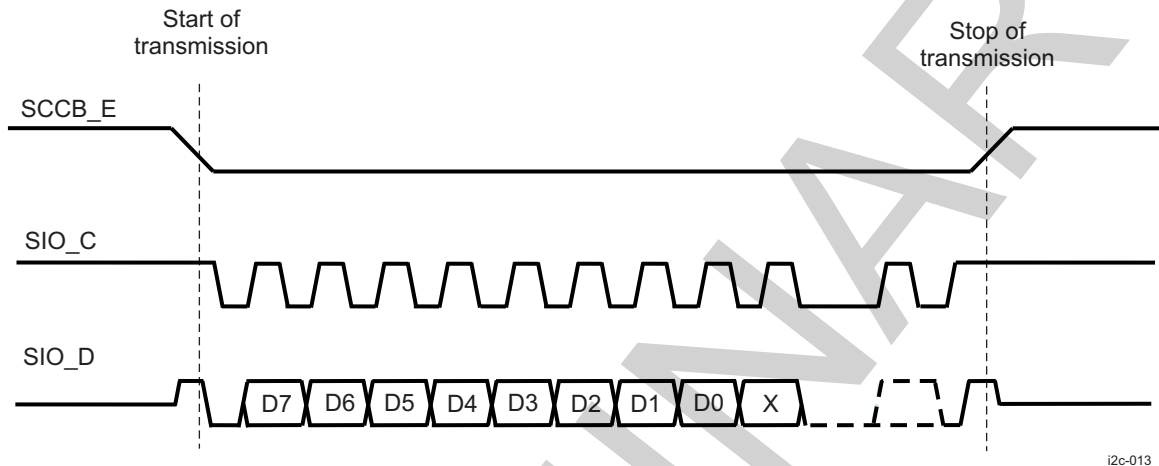 Start of
transmission
Stop of
transmission
SCCB_E
SIO_C
SIO_D
D7 D6 D5 D4 D3 D2 D1 D0 X
i2c-013